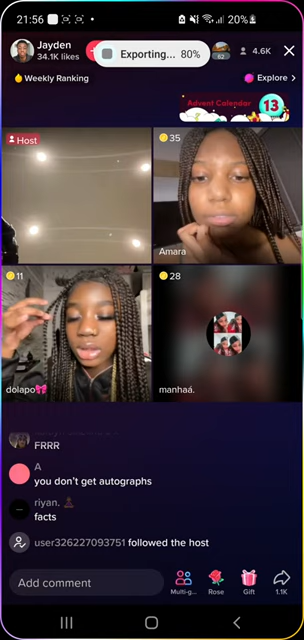 21:56
20%
Jayden
34.1K likes
Exporting... 80%
62
4.6K
Weekly Ranking
Explore >
Advent Calendar
13
Host
35
Amara
11
dolapo🎀
28
manhaá.
FRRR
A
you don't get autographs
riyan.
facts
user326227093751 followed the host
Add comment
Multi-g...
Rose
Gift
1.1K